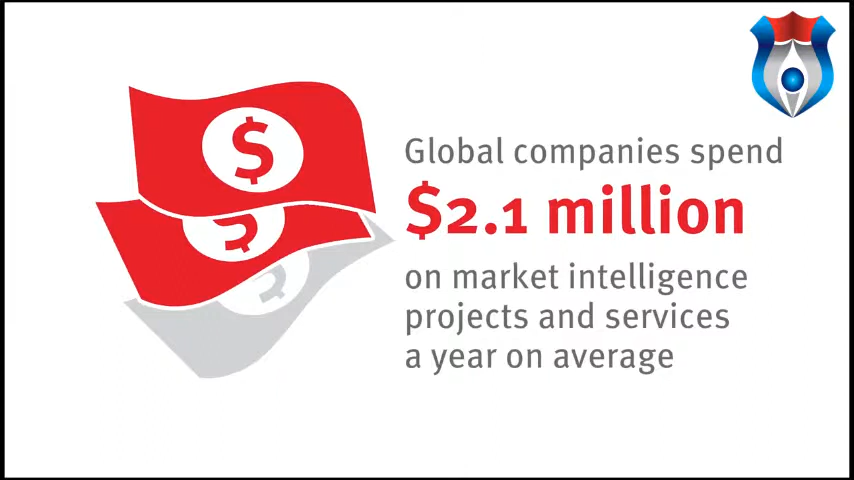 $
$
$
Global companies spend
$2.1 million
on market intelligence
projects and services
a year on average